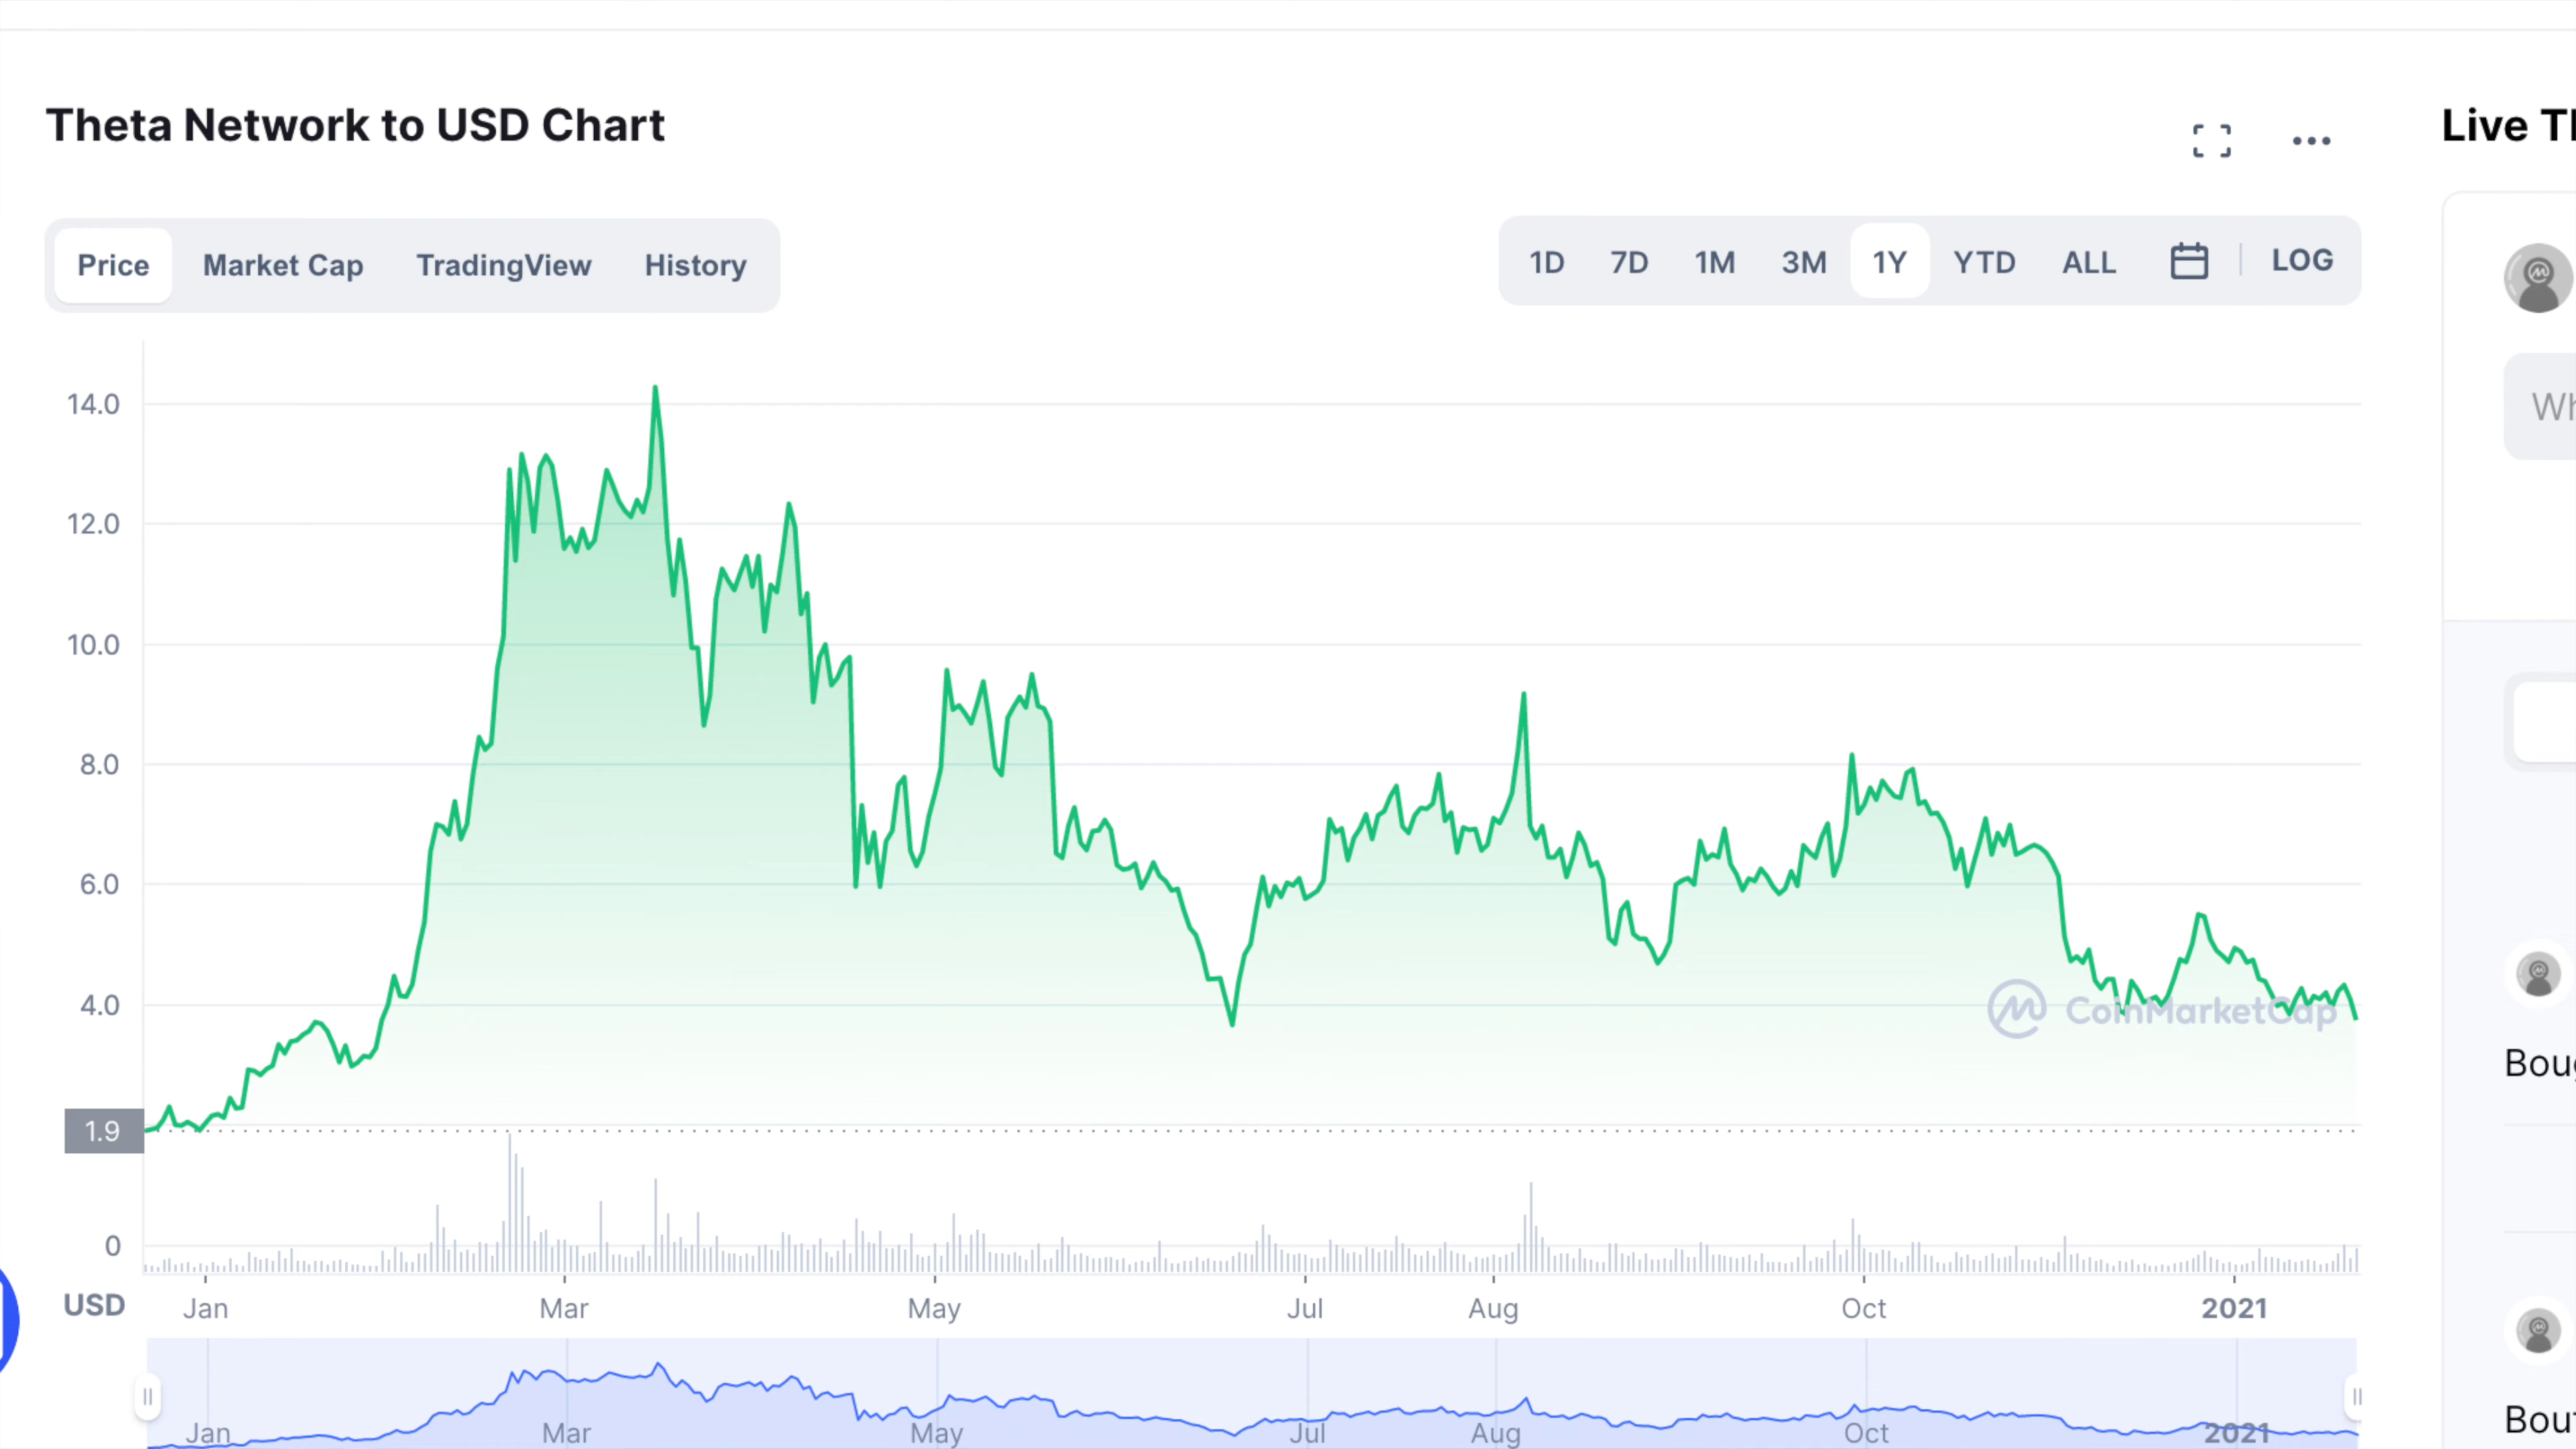 Theta Network to USD Chart
Live
Price Market Cap TradingView History
1D 7D 1M 3M 1Y YTD ALL LOG
14.0
12.0
10.0
8.0
6.0
4.0
1.9
0
CoinMarketCap
USD Jan Mar May Jul Aug Oct 2021
Jan Mar May Jul Aug Oct 2021